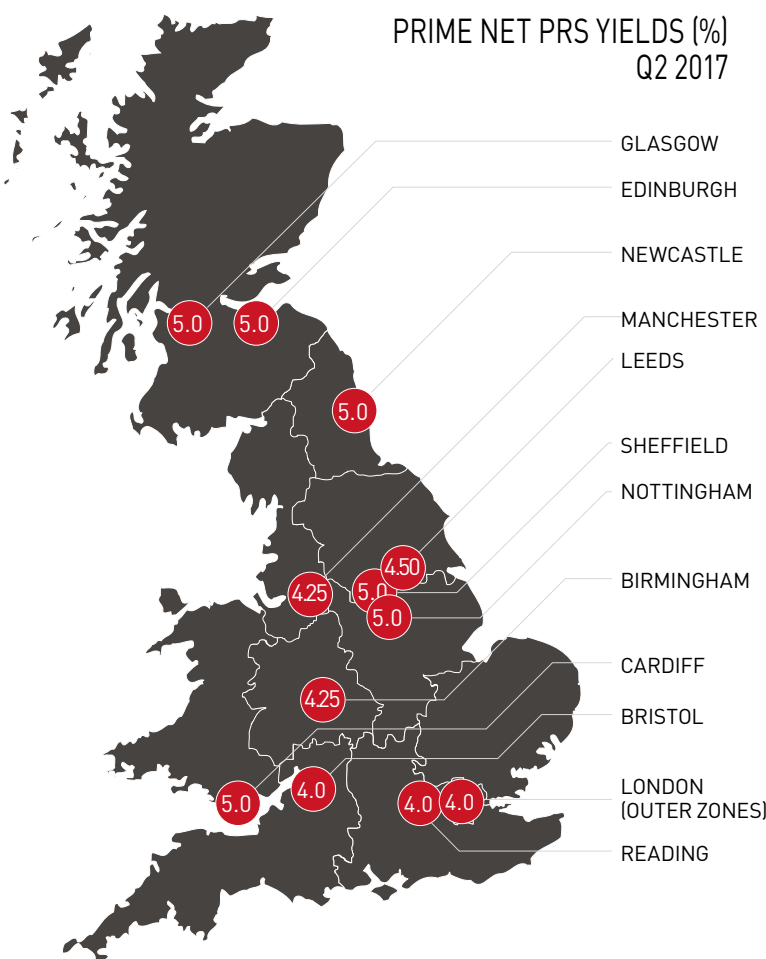 PRIME NET PRS YIELDS (%)
Q2 2017
GLASGOW
EDINBURGH
NEWCASTLE
MANCHESTER
LEEDS
SHEFFIELD
NOTTINGHAM
BIRMINGHAM
CARDIFF
BRISTOL
LONDON
(OUTER ZONES)
READING
5.0
5.0
5.0
4.50
4.25
5.0
5.0
4.25
5.0
4.0
4.0
4.0